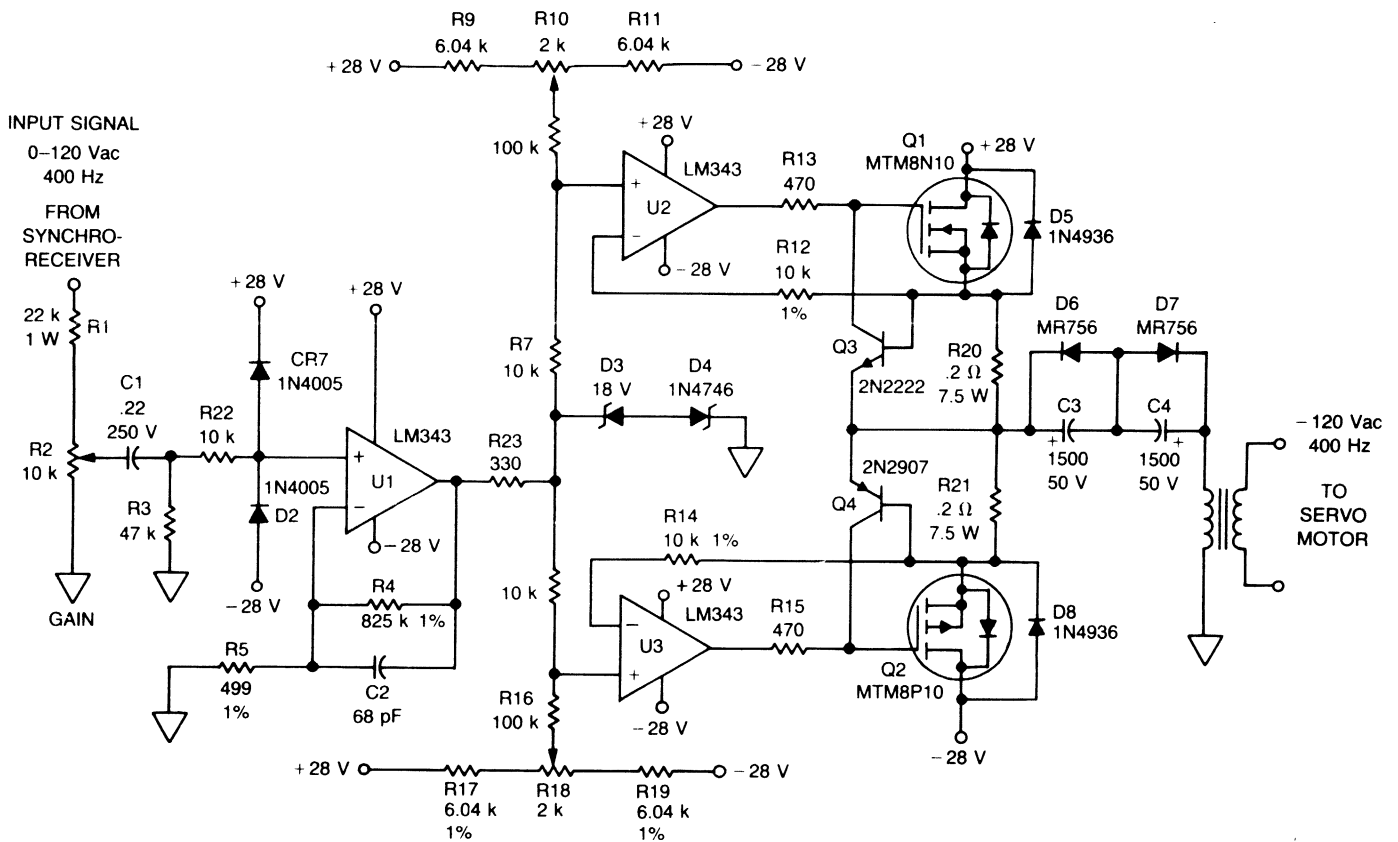 R9
6.04 k
R10
2 k
R11
6.04 k
+28 V
−28 V
INPUT SIGNAL
0–120 Vac
400 Hz
FROM
SYNCHRO-
RECEIVER
22 k
1 W
R1
R2
10 k
GAIN
C1
.22
250 V
R3
47 k
R22
10 k
+28 V
CR7
1N4005
1N4005
D2
−28 V
+28 V
LM343
+
U1
−
−28 V
R4
825 k 1%
R5
499
1%
C2
68 pF
R23
330
100 k
R7
10 k
10 k
R16
100 k
D3
18 V
D4
1N4746
+28 V
LM343
+
U2
−
−28 V
R13
470
R12
10 k
1%
Q1
MTM8N10
+28 V
D5
1N4936
Q3
2N2222
R20
.2 Ω
7.5 W
D6
MR756
D7
MR756
C3
+
1500
50 V
C4
+
1500
50 V
−120 Vac
400 Hz
TO
SERVO
MOTOR
2N2907
Q4
R21
.2 Ω
7.5 W
R14
10 k 1%
+28 V
LM343
−
U3
+
−28 V
R15
470
Q2
MTM8P10
D8
1N4936
−28 V
+28 V
R17
6.04 k
1%
R18
2 k
R19
6.04 k
1%
−28 V